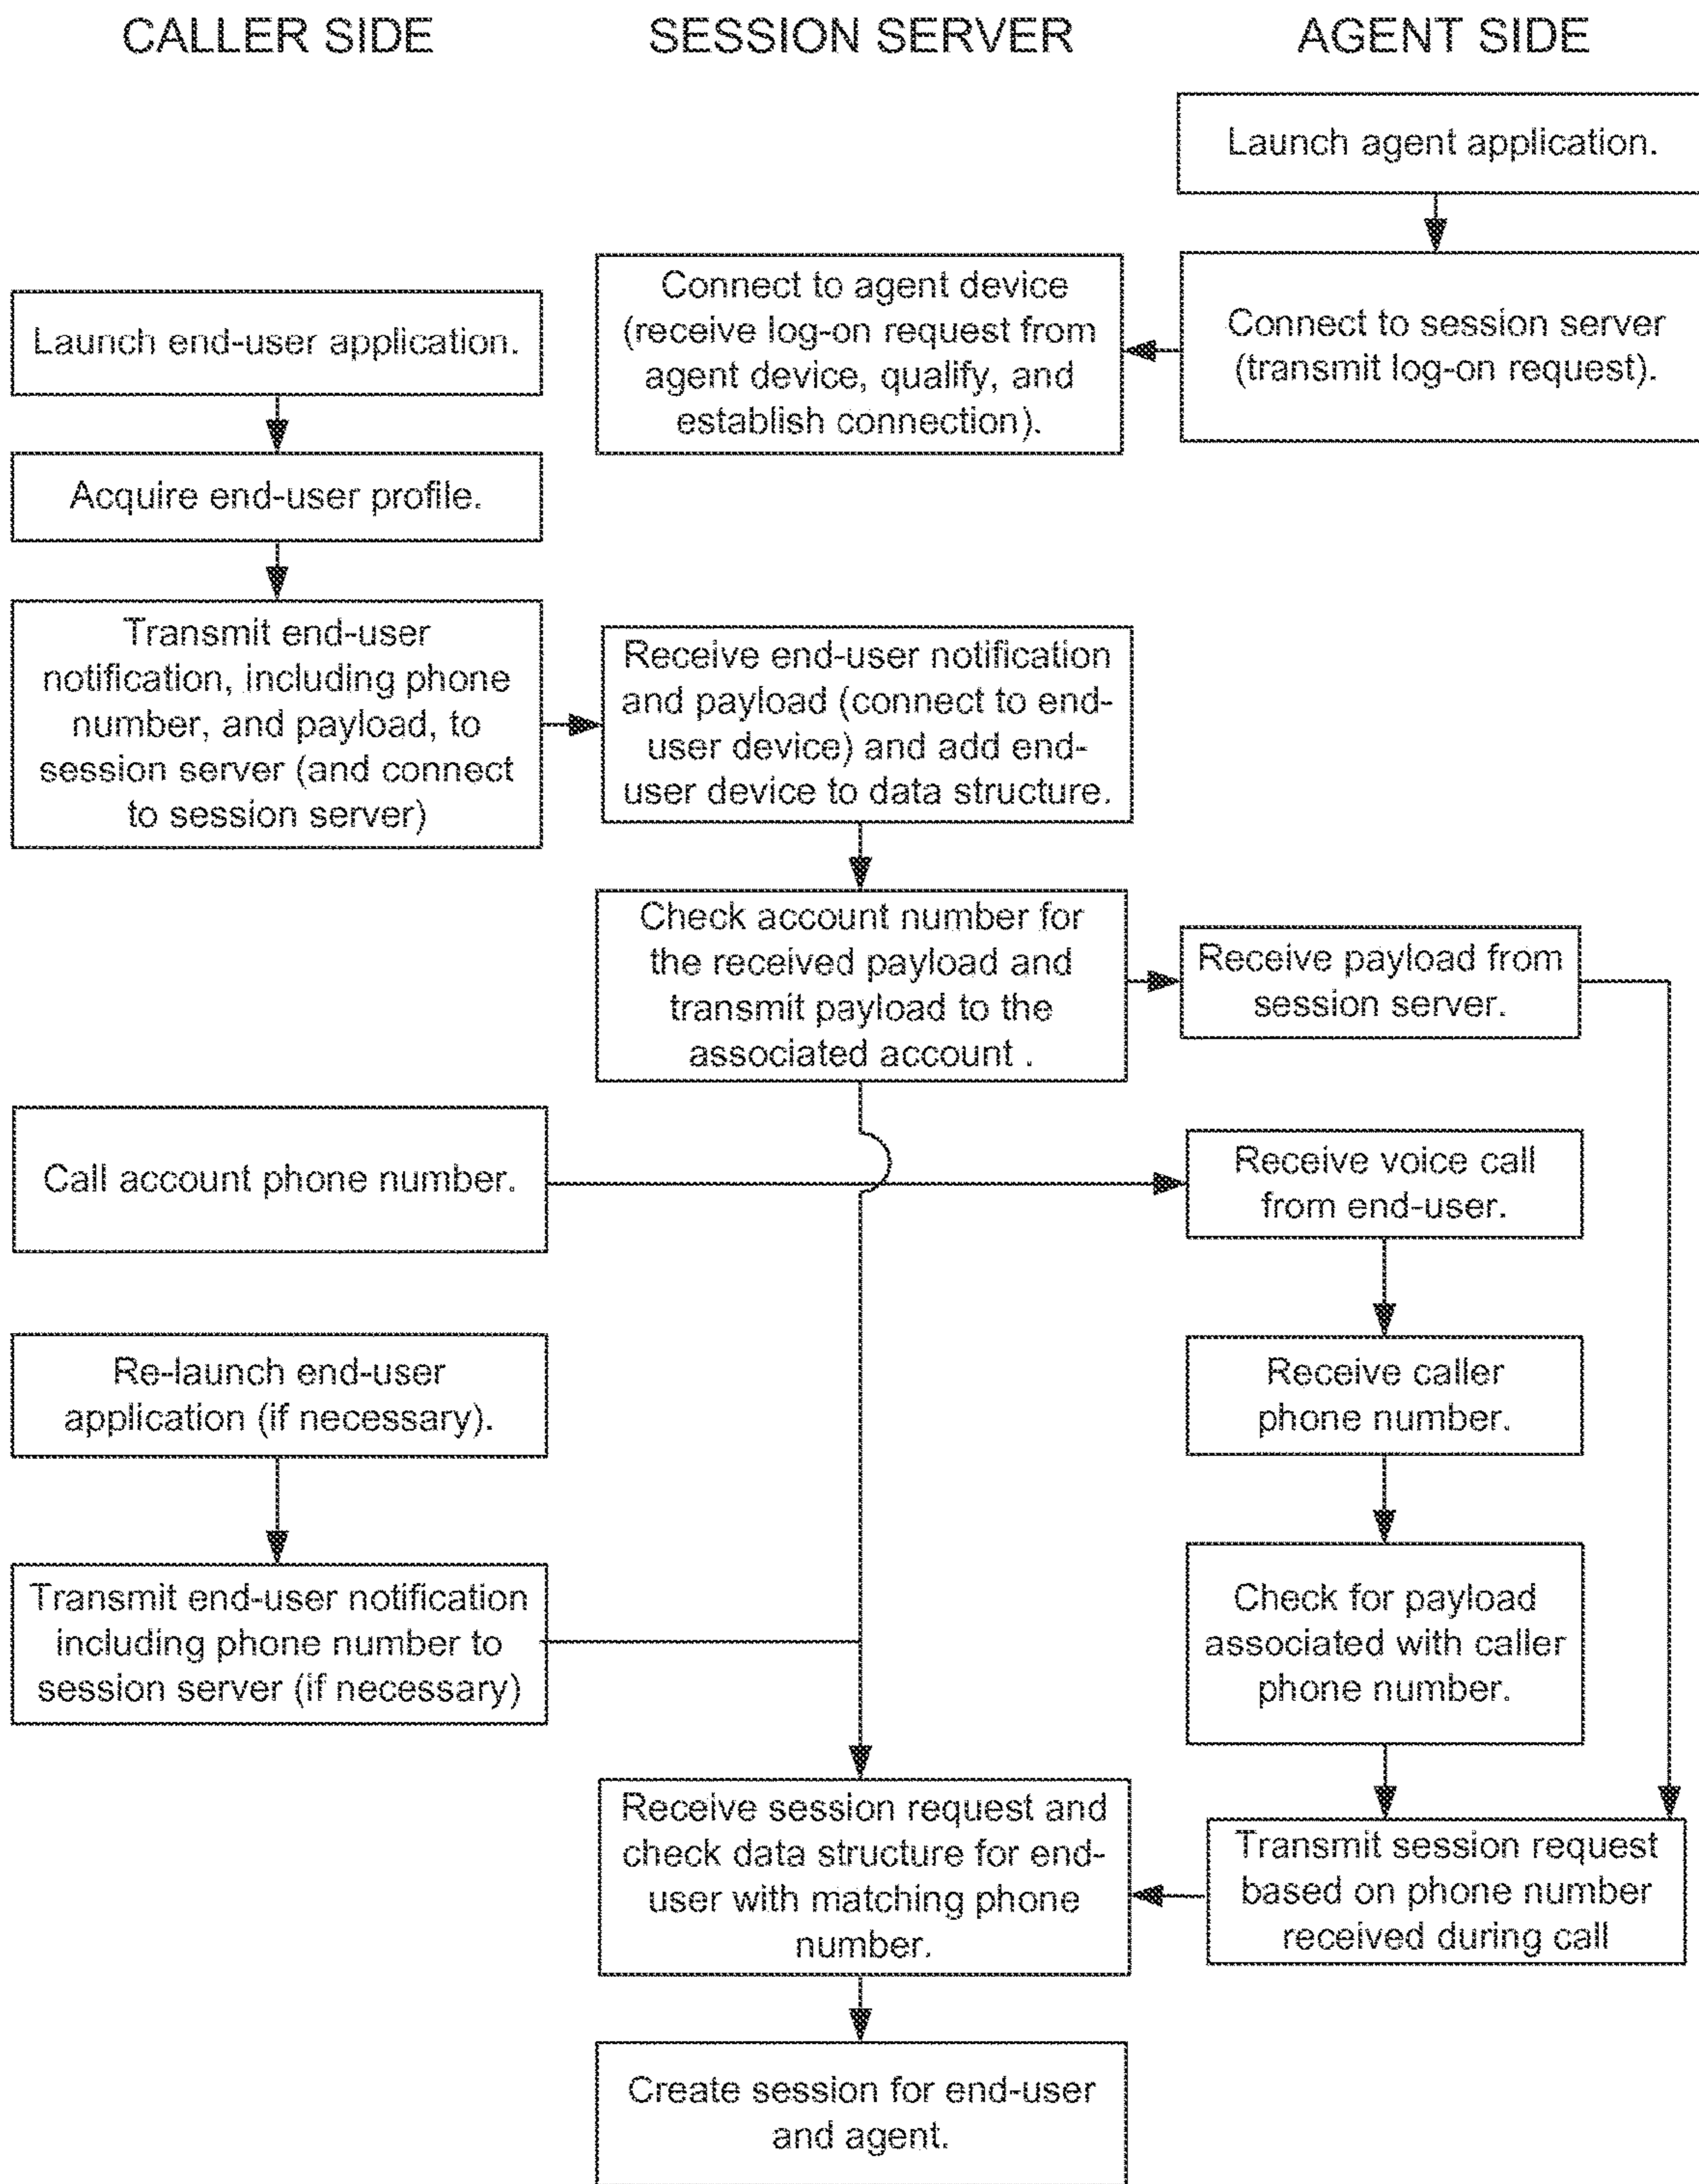 CALLER SIDE
SESSION SERVER
AGENT SIDE
Launch agent application.
Connect to agent device
(receive log-on request from
agent device, qualify, and
establish connection).
Connect to session server
(transmit log-on request).
Launch end-user application.
Acquire end-user profile.
Transmit end-user
notification, including phone
number, and payload, to
session server (and connect
to session server)
Receive end-user notification
and payload (connect to end-
user device) and add end-
user device to data structure.
Check account number for
the received payload and
transmit payload to the
associated account .
Receive payload from
session server.
Call account phone number.
Receive voice call
from end-user.
Re-launch end-user
application (if necessary).
Receive caller
phone number.
Transmit end-user notification
including phone number to
session server (if necessary)
Check for payload
associated with caller
phone number.
Receive session request and
check data structure for end-
user with matching phone
number.
Transmit session request
based on phone number
received during call
Create session for end-user
and agent.